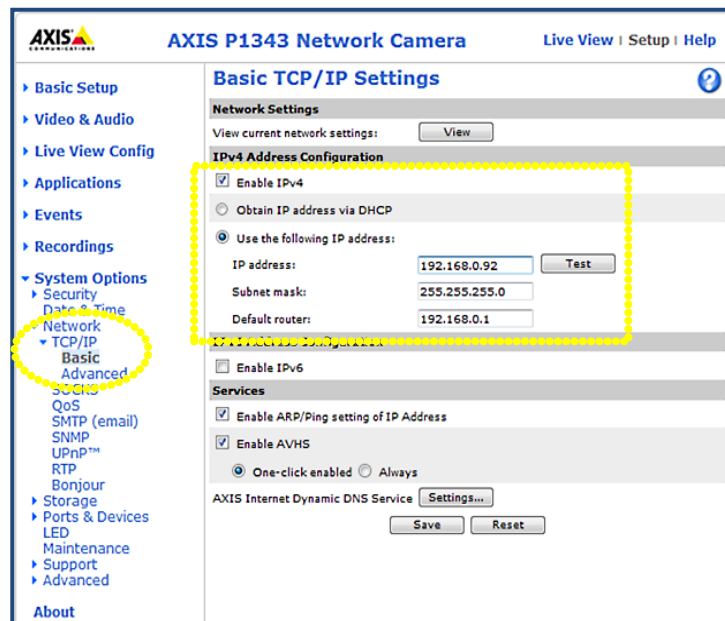 AXIS
COMMUNICATIONS
AXIS P1343 Network Camera
Live View | Setup | Help
Basic Setup
Video & Audio
Live View Config
Applications
Events
Recordings
System Options
Security
Date & Time
Network
TCP/IP
Basic
Advanced
SOCKS
QoS
SMTP (email)
SNMP
UPnP™
RTP
Bonjour
Storage
Ports & Devices
LED
Maintenance
Support
Advanced
About
Basic TCP/IP Settings
Network Settings
View current network settings: View
IPv4 Address Configuration
Enable IPv4
Obtain IP address via DHCP
Use the following IP address:
IP address: 192.168.0.92 Test
Subnet mask: 255.255.255.0
Default router: 192.168.0.1
IPv6 Address Configuration
Enable IPv6
Services
Enable ARP/Ping setting of IP Address
Enable AVHS
One-click enabled Always
AXIS Internet Dynamic DNS Service Settings...
Save Reset